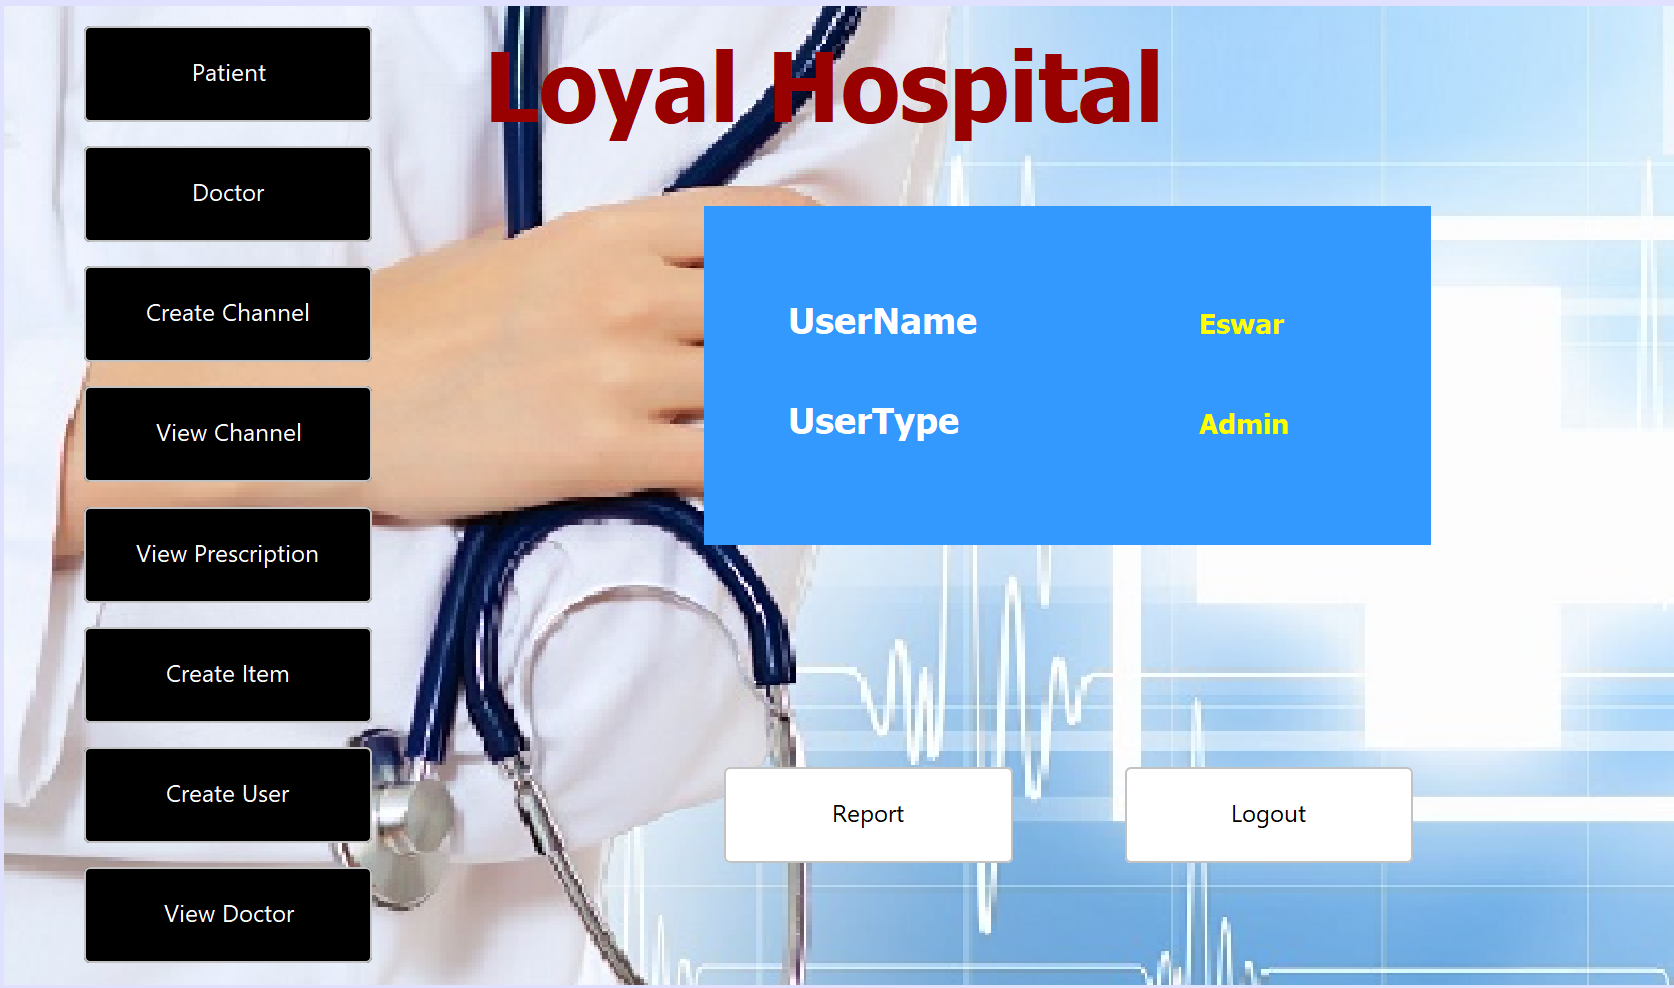 Loyal Hospital
Patient
Doctor
Create Channel
View Channel
View Prescription
Create Item
Create User
View Doctor
UserName Eswar
UserType Admin
Report Logout